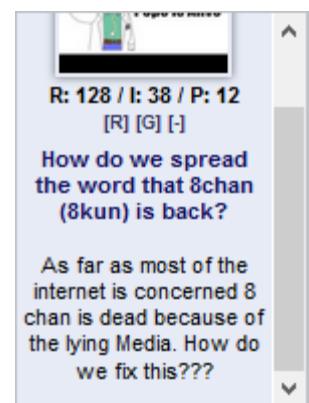 R: 128 / I: 38 / P: 12
[R] [G] [-]
How do we spread
the word that 8chan
(8kun) is back?
As far as most of the
internet is concerned 8
chan is dead because of
the lying Media. How do
we fix this???